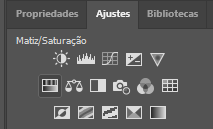 Propriedades Ajustes Bibliotecas
Matiz/Saturação